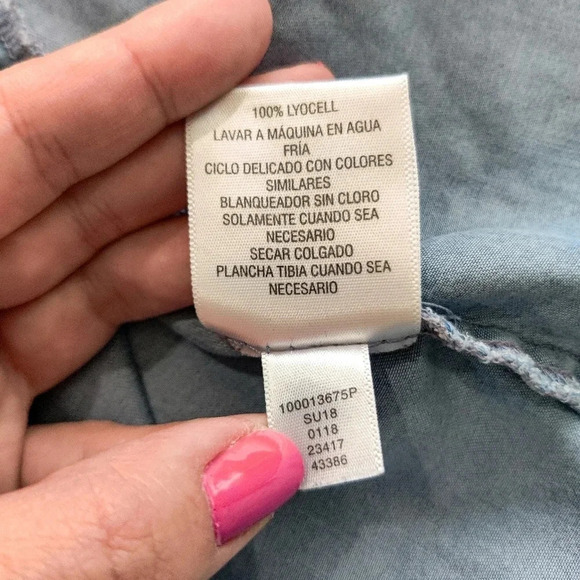 100% LYOCELL
LAVAR A MÁQUINA EN AGUA
FRÍA
CICLO DELICADO CON COLORES
SIMILARES
BLANQUEADOR SIN CLORO
SOLAMENTE CUANDO SEA
NECESARIO
SECAR COLGADO
PLANCHA TIBIA CUANDO SEA
NECESARIO
100013675P
SU18
0118
23417
43386